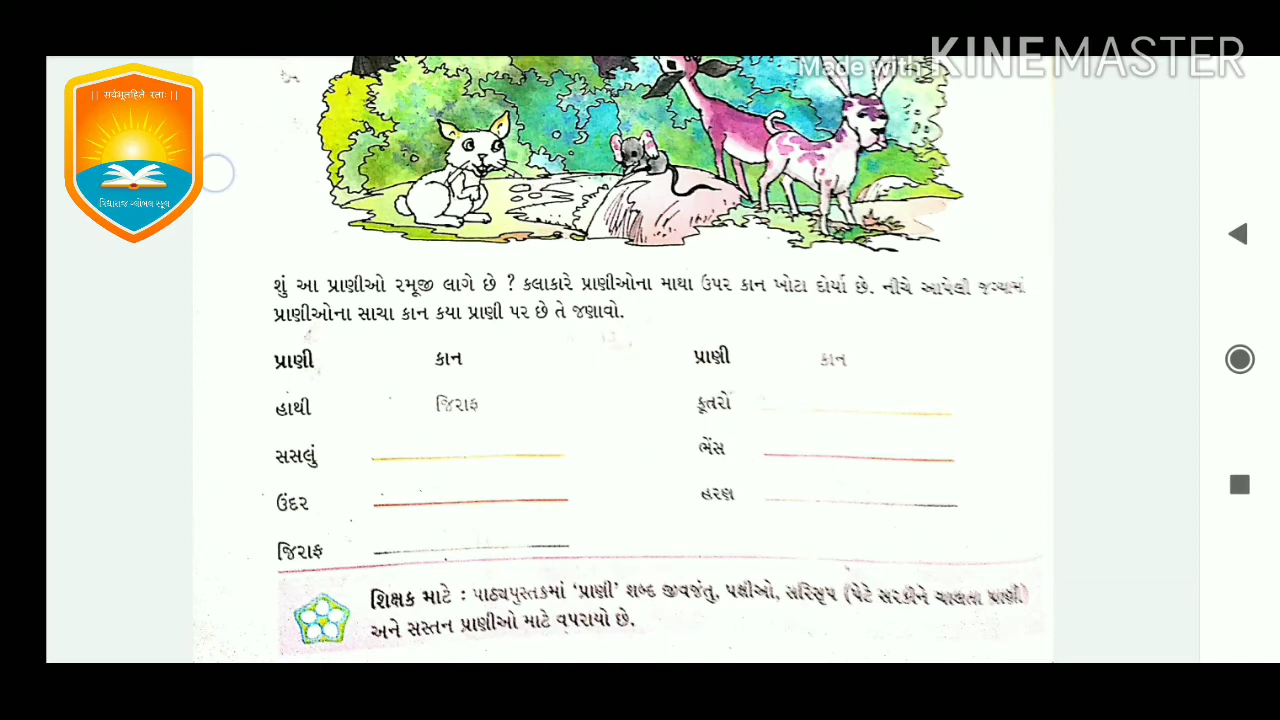 Made with KINEMASTER
|| सर्वभूतहिते रताः ||
શું આ પ્રાણીઓ રમૂજી લાગે છે ? કલાકારે પ્રાણીઓના માથા ઉપર કાન ખોટા દોર્યા છે. નીચે આપેલી જગ્યામાં
પ્રાણીઓના સાચા કાન કયા પ્રાણી પર છે તે જણાવો.
પ્રાણી કાન પ્રાણી કાન
હાથી જિરાફ કૂતરો
સસલું ભેંસ
ઉંદર હરણ
જિરાફ
શિક્ષક માટે : પાઠ્યપુસ્તકમાં ‘પ્રાણી’ શબ્દ જીવજંતુ, પક્ષીઓ, સરિસૃપ (પેટે સરકીને ચાલતા પ્રાણી)
અને સસ્તન પ્રાણીઓ માટે વપરાયો છે.